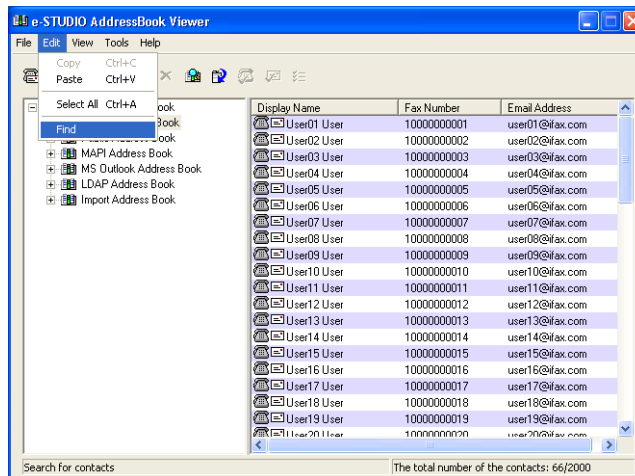 e-STUDIO AddressBook Viewer
File Edit View Tools Help
Copy Ctrl+C
Paste Ctrl+V
Select All Ctrl+A
Find
ook
Book
MAPI Address Book
MS Outlook Address Book
LDAP Address Book
Import Address Book
Display Name Fax Number Email Address
User01 User 10000000001 user01@ifax.com
User02 User 10000000002 user02@ifax.com
User03 User 10000000003 user03@ifax.com
User04 User 10000000004 user04@ifax.com
User05 User 10000000005 user05@ifax.com
User06 User 10000000006 user06@ifax.com
User07 User 10000000007 user07@ifax.com
User08 User 10000000008 user08@ifax.com
User09 User 10000000009 user09@ifax.com
User10 User 10000000010 user10@ifax.com
User11 User 10000000011 user11@ifax.com
User12 User 10000000012 user12@ifax.com
User13 User 10000000013 user13@ifax.com
User14 User 10000000014 user14@ifax.com
User15 User 10000000015 user15@ifax.com
User16 User 10000000016 user16@ifax.com
User17 User 10000000017 user17@ifax.com
User18 User 10000000018 user18@ifax.com
User19 User 10000000019 user19@ifax.com
User20 User 10000000020 user20@ifax.com
Search for contacts
The total number of the contacts: 66/2000